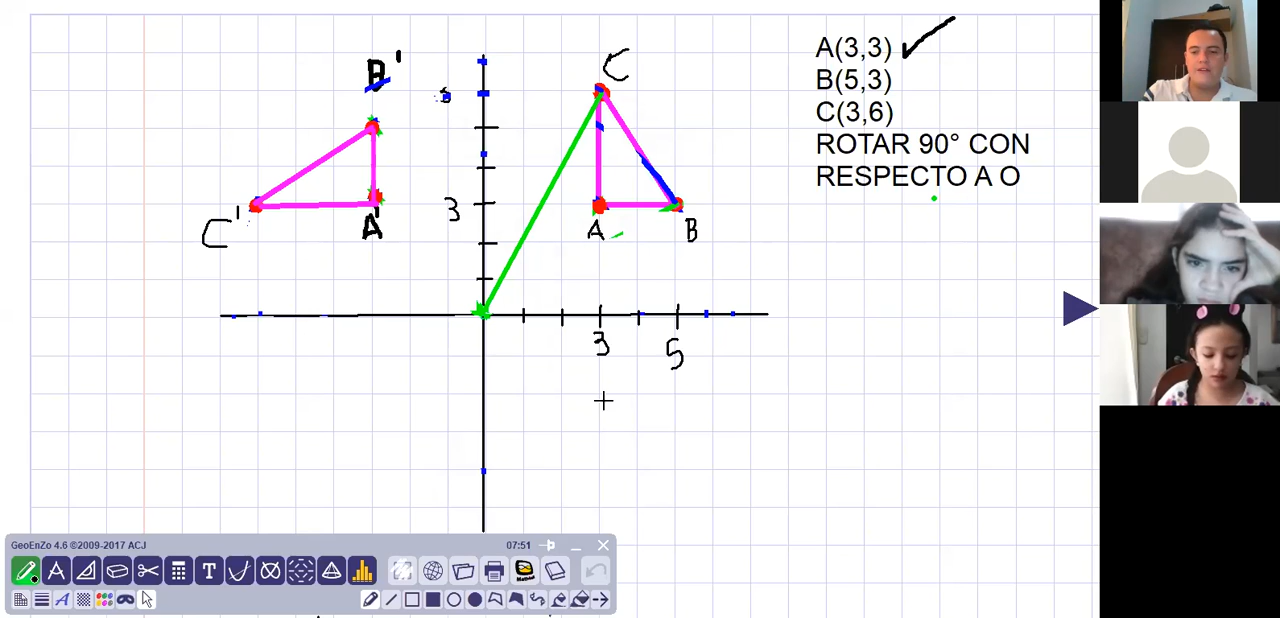 A(3,3)
B(5,3)
C(3,6)
ROTAR 90° CON
RESPECTO A O
C
B'
3
C'
A'
A
B
3
5
GeoEnZo 4.6 ©2009-2017 ACJ
07:51
A
T
A